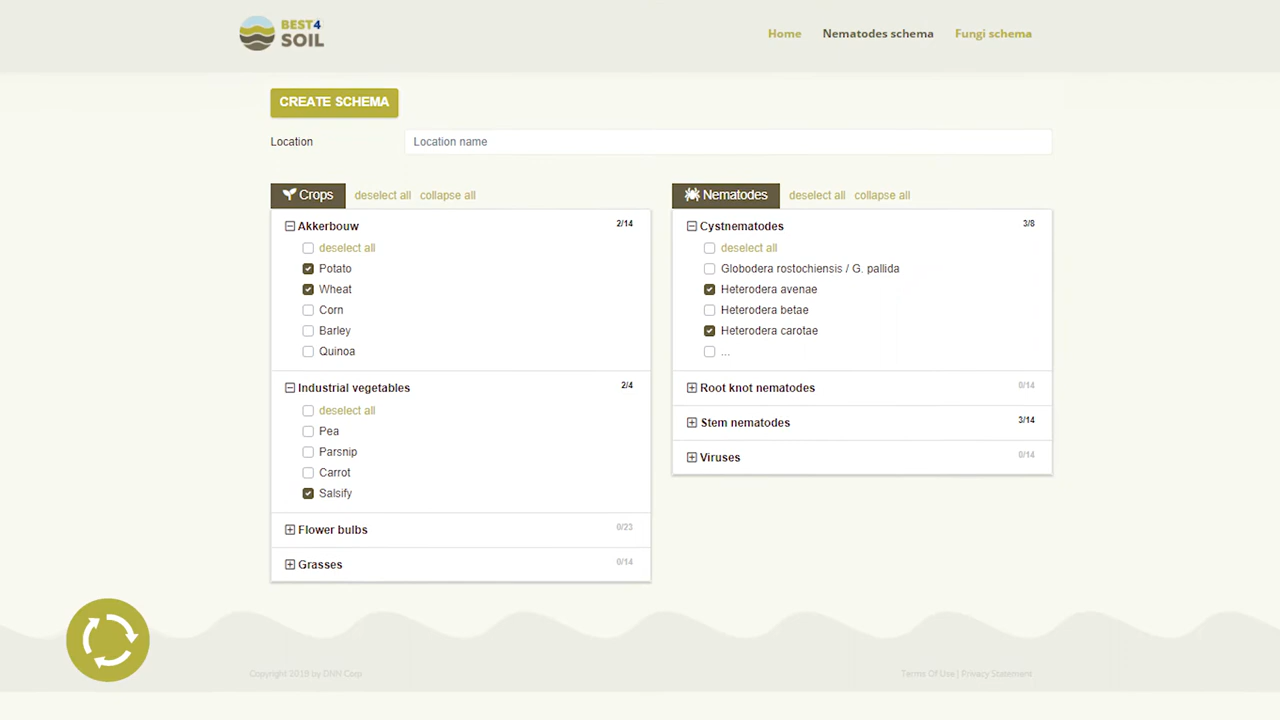 BEST4
SOIL
Home
Nematodes schema
Fungi schema
CREATE SCHEMA
Location
Location name
Crops
deselect all
collapse all
Akkerbouw
2/14
deselect all
Potato
Wheat
Corn
Barley
Quinoa
Industrial vegetables
2/4
deselect all
Pea
Parsnip
Carrot
Salsify
Flower bulbs
0/23
Grasses
0/14
Nematodes
deselect all
collapse all
Cystnematodes
3/8
deselect all
Globodera rostochiensis / G. pallida
Heterodera avenae
Heterodera betae
Heterodera carotae
...
Root knot nematodes
0/14
Stem nematodes
3/14
Viruses
0/14
Copyright 2019 by DNN Corp
Terms Of Use | Privacy Statement